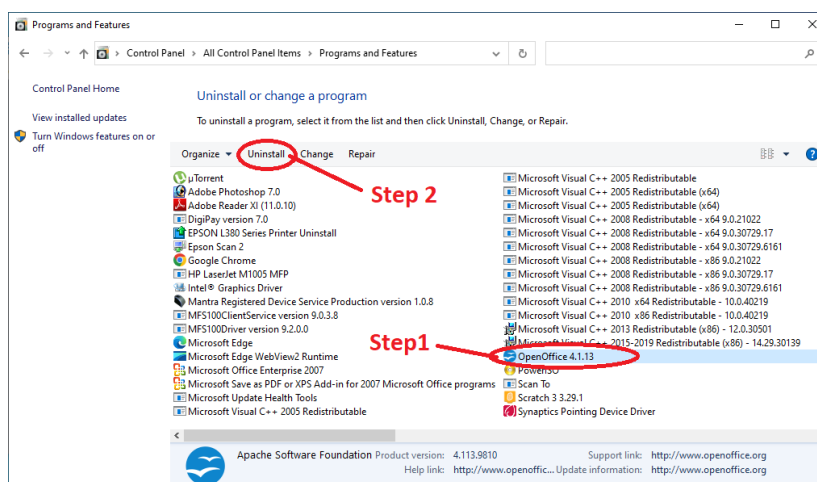 Programs and Features
Control Panel > All Control Panel Items > Programs and Features
Control Panel Home
View installed updates
Turn Windows features on or off
Uninstall or change a program
To uninstall a program, select it from the list and then click Uninstall, Change, or Repair.
Organize Uninstall Change Repair
Step 2
µTorrent
Adobe Photoshop 7.0
Adobe Reader XI (11.0.10)
DigiPay version 7.0
EPSON L380 Series Printer Uninstall
Epson Scan 2
Google Chrome
HP LaserJet M1005 MFP
Intel® Graphics Driver
Mantra Registered Device Service Production version 1.0.8
MFS100ClientService version 9.0.3.8
MFS100Driver version 9.2.0.0
Microsoft Edge
Microsoft Edge WebView2 Runtime
Microsoft Office Enterprise 2007
Microsoft Save as PDF or XPS Add-in for 2007 Microsoft Office programs
Microsoft Update Health Tools
Microsoft Visual C++ 2005 Redistributable
Step1
Microsoft Visual C++ 2005 Redistributable
Microsoft Visual C++ 2005 Redistributable (x64)
Microsoft Visual C++ 2005 Redistributable (x64)
Microsoft Visual C++ 2008 Redistributable - x64 9.0.21022
Microsoft Visual C++ 2008 Redistributable - x64 9.0.30729.17
Microsoft Visual C++ 2008 Redistributable - x64 9.0.30729.6161
Microsoft Visual C++ 2008 Redistributable - x86 9.0.21022
Microsoft Visual C++ 2008 Redistributable - x86 9.0.30729.17
Microsoft Visual C++ 2008 Redistributable - x86 9.0.30729.6161
Microsoft Visual C++ 2010 x64 Redistributable - 10.0.40219
Microsoft Visual C++ 2010 x86 Redistributable - 10.0.40219
Microsoft Visual C++ 2013 Redistributable (x86) - 12.0.30501
Microsoft Visual C++ 2015-2019 Redistributable (x86) - 14.29.30139
OpenOffice 4.1.13
PowerISO
Scan To
Scratch 3 3.29.1
Synaptics Pointing Device Driver
Apache Software Foundation Product version: 4.113.9810 Support link: http://www.openoffice.org
Help link: http://www.openoffic... Update information: http://www.openoffice.org